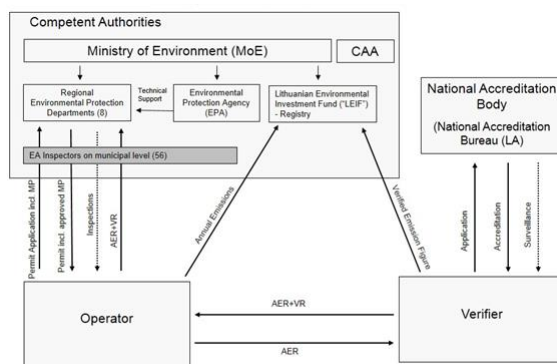 Competent Authorities
Ministry of Environment (MoE)
CAA
Regional
Environmental Protection
Departments (8)
Technical
Support
Environmental
Protection Agency
(EPA)
Lithuanian Environmental
Investment Fund ("LEIF")
- Registry
National Accreditation
Body
(National Accreditation
Bureau (LA)
EA Inspectors on municipal level (56)
Permit Application incl. MP
Permit incl. approved MP
Inspections
AER+VR
Annual Emissions
Verified Emission Figure
Application
Accreditation
Surveillance
Operator
AER+VR
AER
Verifier